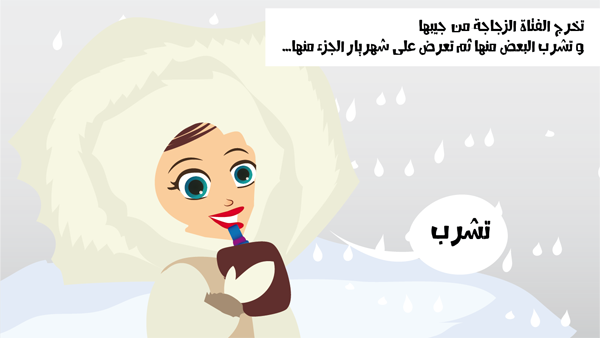 تخرج الفتاة الزجاجة من جيبها
و تشرب البعض منها ثم تعرض على شهريار الجزء منها...
تشرب